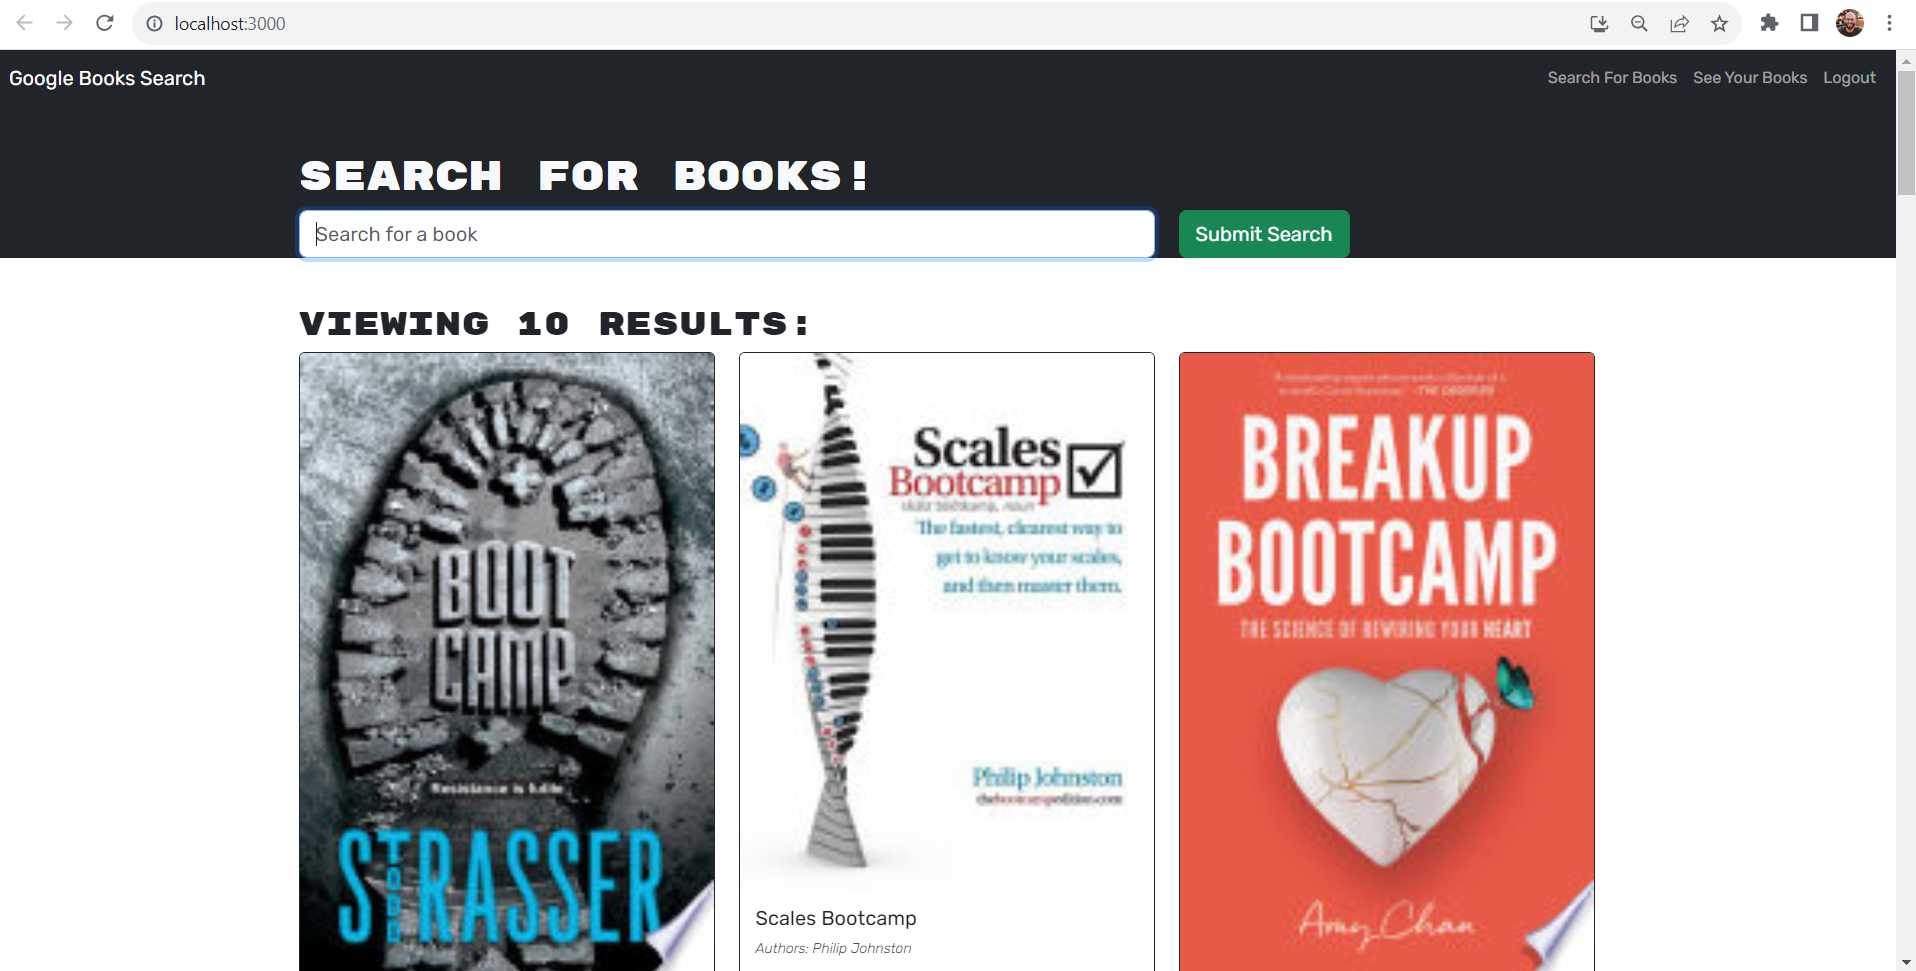 localhost:3000
Google Books Search
Search For Books
See Your Books
Logout
SEARCH FOR BOOKS!
Search for a book
Submit Search
VIEWING 10 RESULTS:
BOOT
CAMP
Resistance is futile
TODD
STRASSER
Scales
Bootcamp
The fastest, clearest way to
get to know your scales,
and then master them.
Philip Johnston
thebootcampedition.com
Scales Bootcamp
Authors: Philip Johnston
BREAKUP
BOOTCAMP
THE SCIENCE OF REWIRING YOUR HEART
Amy Chan